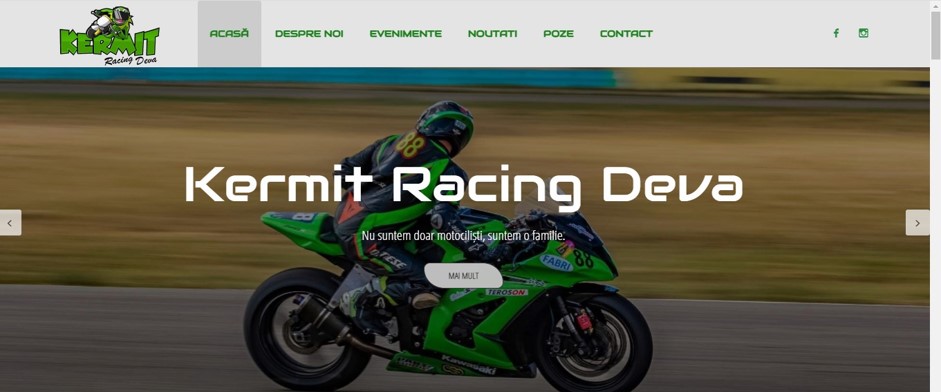 KERMIT
Racing Deva
ACASĂ
DESPRE NOI
EVENIMENTE
NOUTATI
POZE
CONTACT
88
Kermit Racing Deva
Nu suntem doar motocilisti, suntem o familie.
MAI MULT
FABRI
88
TEROSON
Kawasaki